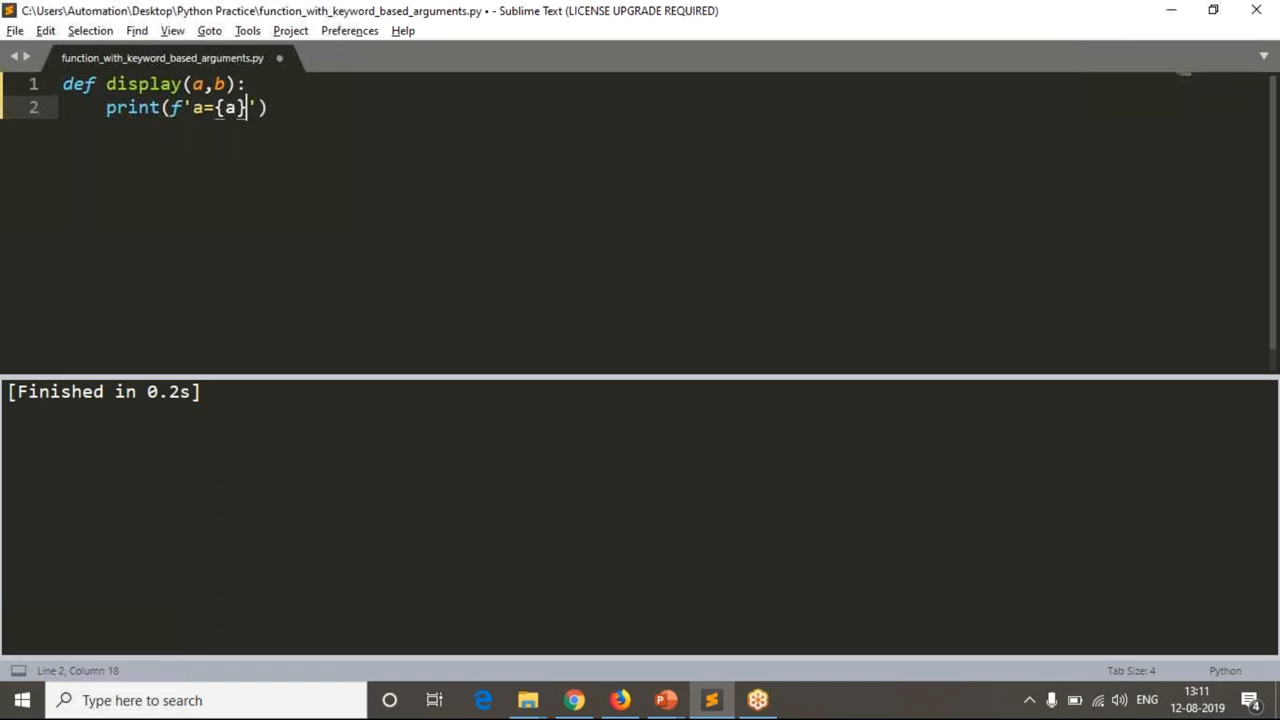 C:\Users\Automation\Desktop\Python Practice\function_with_keyword_based_arguments.py • - Sublime Text (LICENSE UPGRADE REQUIRED)
File Edit Selection Find View Goto Tools Project Preferences Help
function_with_keyword_based_arguments.py
1 def display(a,b):
2 print(f'a={a}')
[Finished in 0.2s]
Line 2, Column 18 Tab Size: 4 Python
Type here to search ENG 13:11
12-08-2019 4